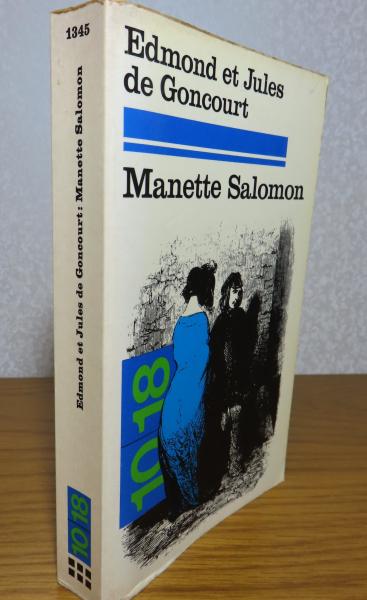 1345
Edmond et Jules de Goncourt: Manette Salomon
10 18
Edmond et Jules
de Goncourt
Manette Salomon
10 18